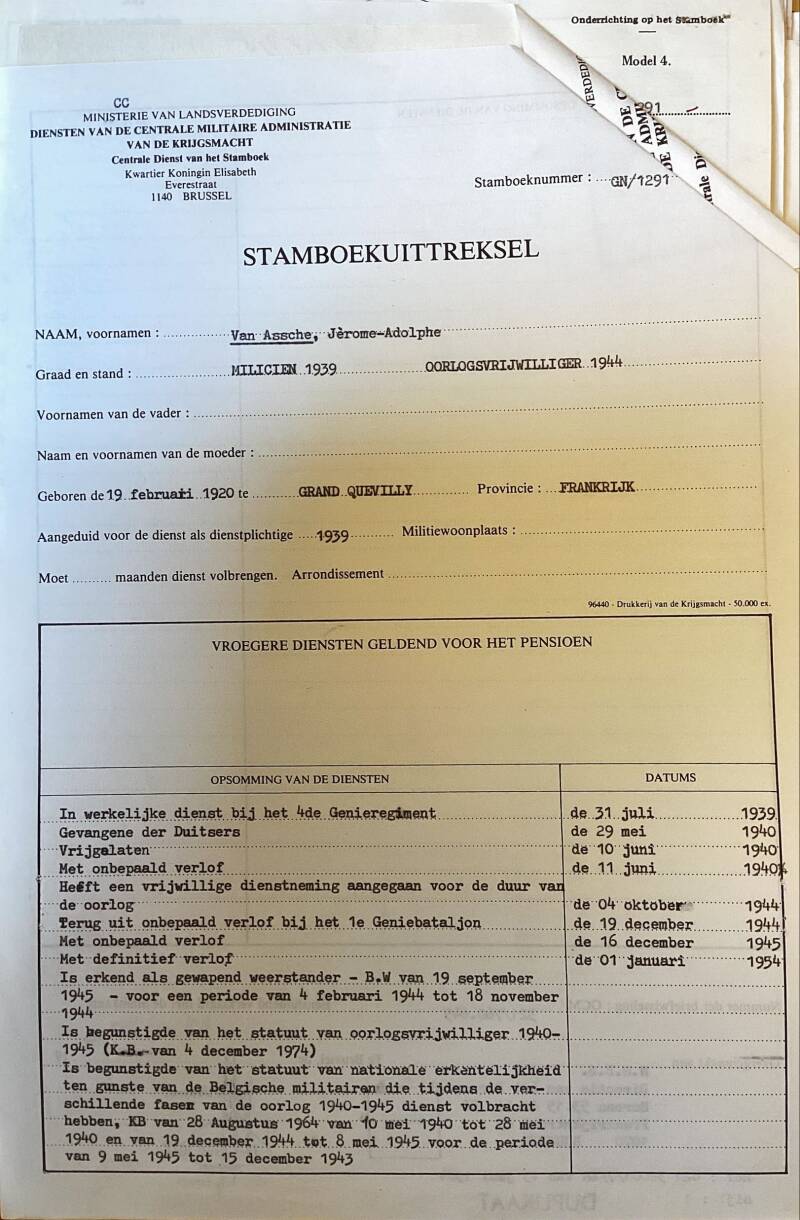 Onderrichting op het Stamboek
Model 4.
VERDED
291
CC
MINISTERIE VAN LANDSVERDEDIGING
DIENSTEN VAN DE CENTRALE MILITAIRE ADMINISTRATIE
VAN DE KRIJGSMACHT
Centrale Dienst van het Stamboek
Kwartier Koningin Elisabeth
Everestraat
1140 BRUSSEL
Stamboeknummer : GN/1291
STAMBOEKUITTREKSEL
NAAM, voornamen : Van Assche, Jèrome-Adolphe
Graad en stand : MILICIEN 1939 OORLOGSVRIJWILLIGER 1944
Voornamen van de vader :
Naam en voornamen van de moeder :
Geboren de 19 februari 1920 te GRAND QUEVILLY Provincie : FRANKRIJK
Aangeduid voor de dienst als dienstplichtige 1939 Militiewoonplaats :
Moet .......... maanden dienst volbrengen. Arrondissement
96440 - Drukkerij van de Krijgsmacht - 50.000 ex.
VROEGERE DIENSTEN GELDEND VOOR HET PENSIOEN
OPSOMMING VAN DE DIENSTEN DATUMS
In werkelijke dienst bij het 4de Genieregiment de 31 juli 1939
Gevangene der Duitsers de 29 mei 1940
Vrijgelaten de 10 juni 1940
Met onbepaald verlof de 11 juni 1940
Heeft een vrijwillige dienstneming aangegaan voor de duur van
de oorlog de 04 oktober 1944
Terug uit onbepaald verlof bij het 1e Geniebataljon de 19 december 1944
Met onbepaald verlof de 16 december 1945
Met definitief verlof de 01 januari 1954
Is erkend als gewapend weerstander - B.W van 19 september
1945 - voor een periode van 4 februari 1944 tot 18 november
1944
Is begunstigde van het statuut van oorlogsvrijwilliger 1940-
1945 (K.B. van 4 december 1974)
Is begunstigde van het statuut van nationale erkentelijkheid
ten gunste van de Belgische militairen die tijdens de ver-
schillende fasen van de oorlog 1940-1945 dienst volbracht
hebben, KB van 28 Augustus 1964 van 10 mei 1940 tot 28 mei
1940 en van 19 december 1944 tot 8 mei 1945 voor de periode
van 9 mei 1945 tot 15 december 1943